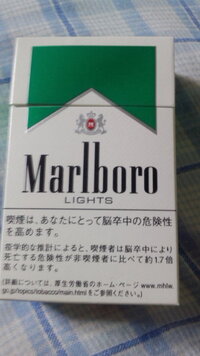 Marlboro
LIGHTS
喫煙は、あなたにとって脳卒中の危険性
を高めます。
疫学的な推計によると、喫煙者は脳卒中により
死亡する危険性が非喫煙者に比べて約1.7倍
高くなります。
(詳細については、厚生労働省のホーム・ページ www.mhlw.
go.jp/topics/tobacco/main.html をご参照ください。)